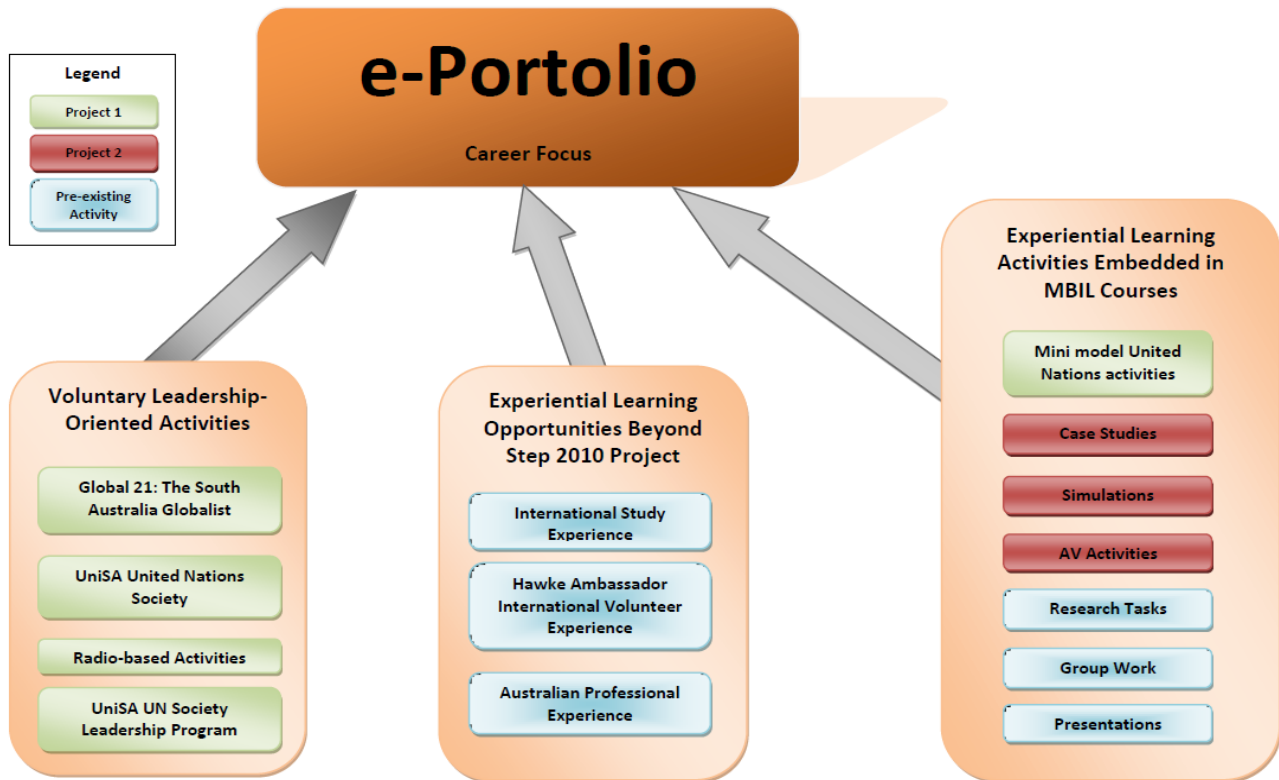 e-Portolio
Career Focus
Legend
Project 1
Project 2
Pre-existing
Activity
Voluntary Leadership-
Oriented Activities
Global 21: The South
Australia Globalist
UniSA United Nations
Society
Radio-based Activities
UniSA UN Society
Leadership Program
Experiential Learning
Opportunities Beyond
Step 2010 Project
International Study
Experience
Hawke Ambassador
International Volunteer
Experience
Australian Professional
Experience
Experiential Learning
Activities Embedded in
MBIL Courses
Mini model United
Nations activities
Case Studies
Simulations
AV Activities
Research Tasks
Group Work
Presentations